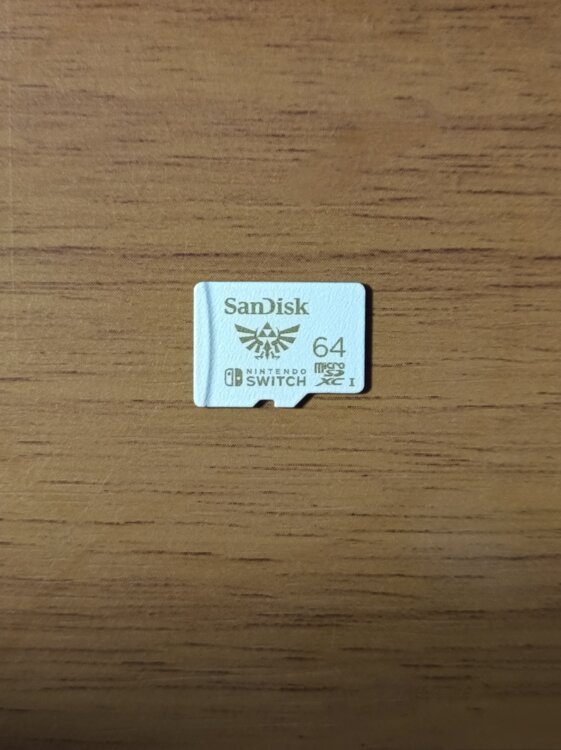 SanDisk
64
NINTENDO
SWITCH
micro
SD
XC I